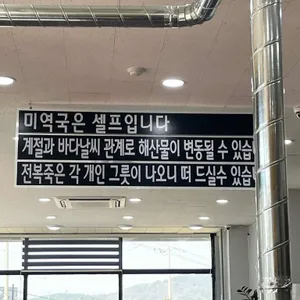 미역국은 셀프입니다
계절과 바다날씨 관계로 해산물이 변동될 수 있습
전복죽은 각 개인 그릇이 나오니 떠 드실수 있습